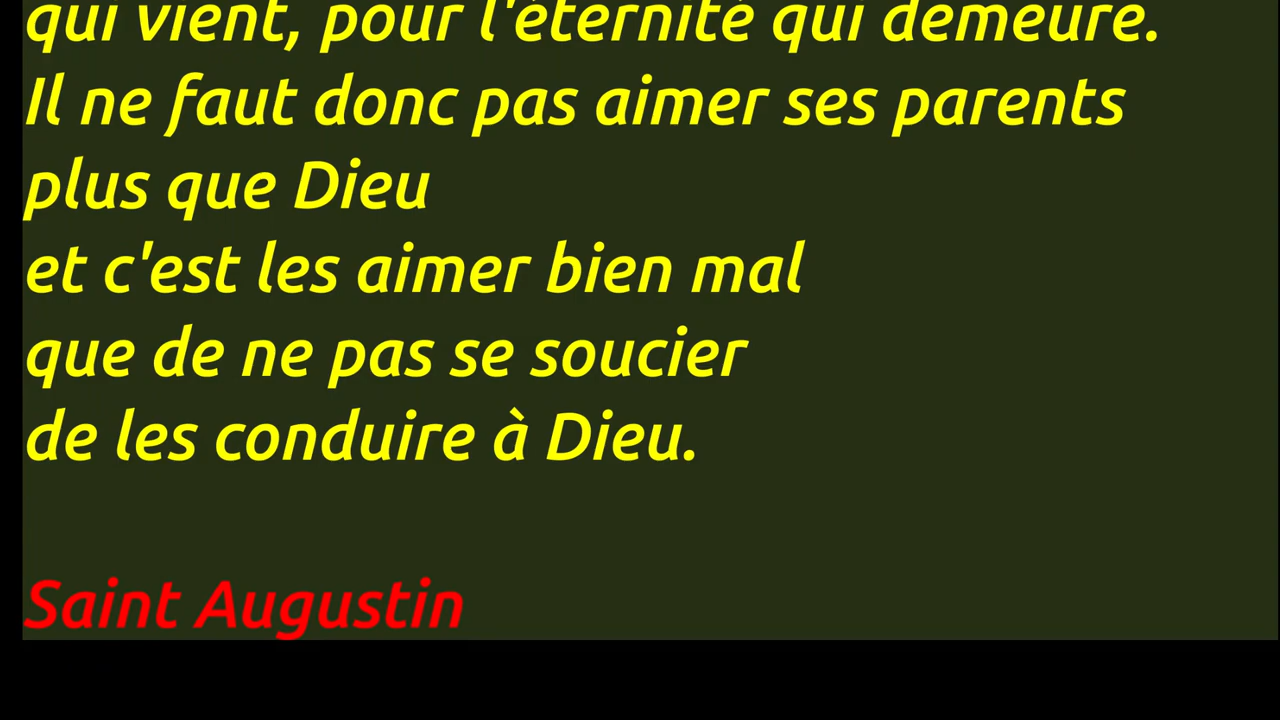 qui vient, pour l'éternité qui demeure.
Il ne faut donc pas aimer ses parents
plus que Dieu
et c'est les aimer bien mal
que de ne pas se soucier
de les conduire à Dieu.
Saint Augustin